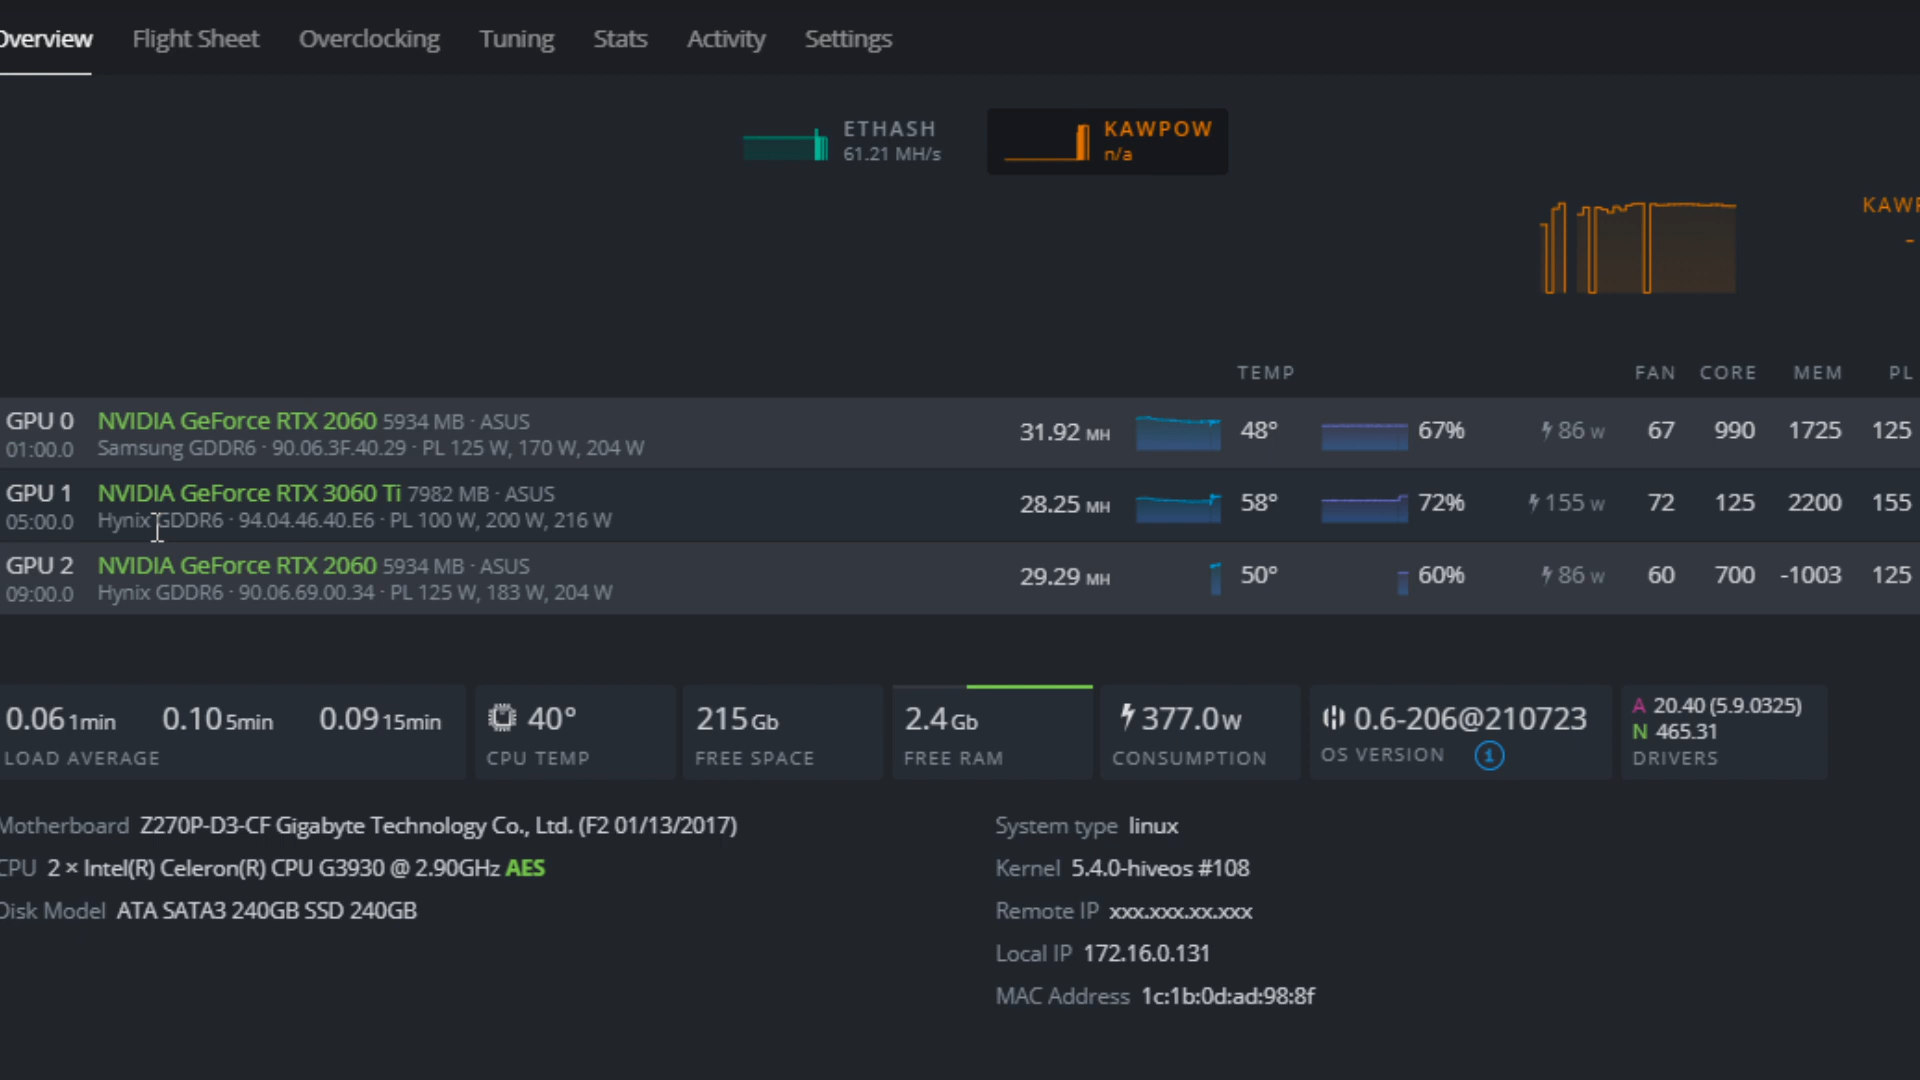 Overview Flight Sheet Overclocking Tuning Stats Activity Settings
ETHASH
61.21 MH/s
KAWPOW
n/a
KAWP
-
TEMP FAN CORE MEM PL
GPU 0 NVIDIA GeForce RTX 2060 5934 MB · ASUS
01:00.0 Samsung GDDR6 · 90.06.3F.40.29 · PL 125 W, 170 W, 204 W
31.92 MH 48° 67% 86 W 67 990 1725 125
GPU 1 NVIDIA GeForce RTX 3060 Ti 7982 MB · ASUS
05:00.0 Hynix GDDR6 · 94.04.46.40.E6 · PL 100 W, 200 W, 216 W
28.25 MH 58° 72% 155 W 72 125 2200 155
GPU 2 NVIDIA GeForce RTX 2060 5934 MB · ASUS
09:00.0 Hynix GDDR6 · 90.06.69.00.34 · PL 125 W, 183 W, 204 W
29.29 MH 50° 60% 86 W 60 700 -1003 125
0.06 1min 0.10 5min 0.09 15min
LOAD AVERAGE
40°
CPU TEMP
215 Gb
FREE SPACE
2.4 Gb
FREE RAM
377.0 W
CONSUMPTION
0.6-206@210723
OS VERSION
A 20.40 (5.9.0325)
N 465.31
DRIVERS
Motherboard Z270P-D3-CF Gigabyte Technology Co., Ltd. (F2 01/13/2017)
CPU 2 × Intel(R) Celeron(R) CPU G3930 @ 2.90GHz AES
Disk Model ATA SATA3 240GB SSD 240GB
System type linux
Kernel 5.4.0-hiveos #108
Remote IP xxx.xxx.xx.xxx
Local IP 172.16.0.131
MAC Address 1c:1b:0d:ad:98:8f